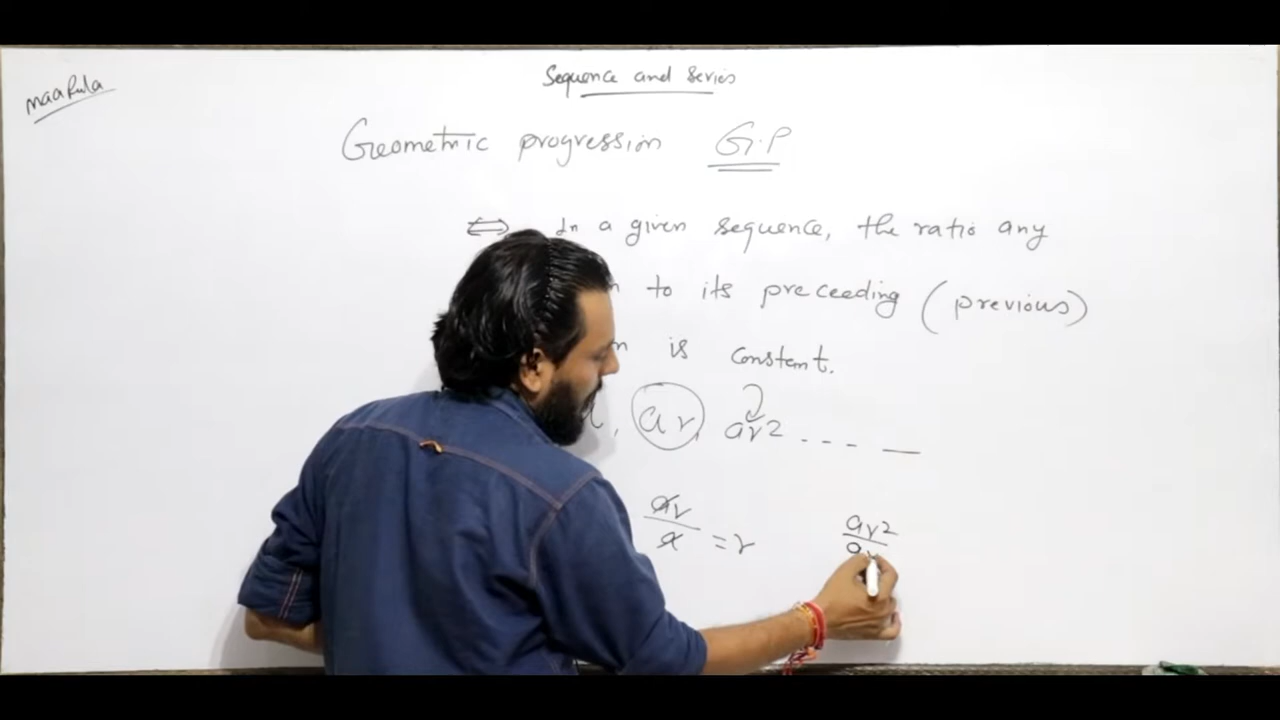 Sequence and series
maaRula
Geometric progression G.P
⇔ In a given sequence, the ratio any
to its preceeding (previous)
is constant.
, ar, ar2 ... _
ar/a = r
ar2/a